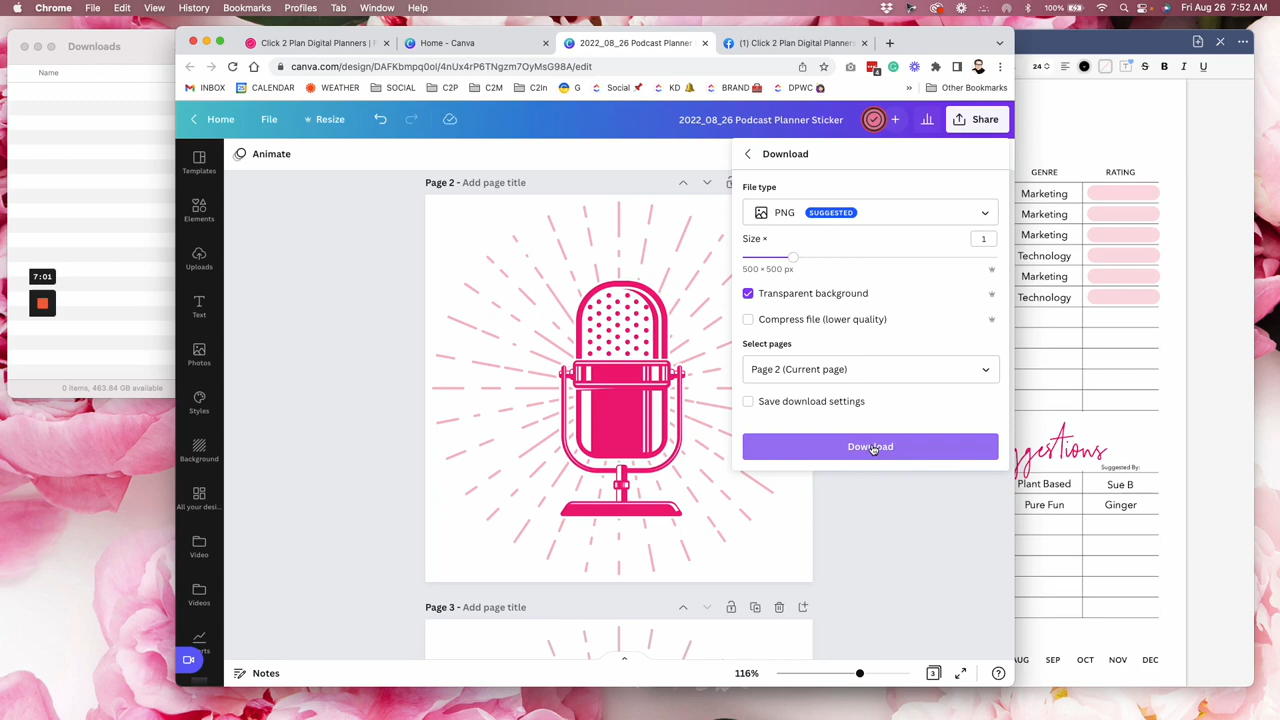 Chrome File Edit View History Bookmarks Profiles Tab Window Help
Fri Aug 26 7:52 AM
Downloads
Name
7:01
0 items, 463.84 GB available
Click 2 Plan Digital Planners |
Home - Canva
2022_08_26 Podcast Planner
(1) Click 2 Plan Digital Planners
canva.com/design/DAFKbmpq0ol/4nUx4rP6TNgzm7OyMsG98A/edit
4
INBOX CALENDAR WEATHER SOCIAL C2P C2M C2In G Social KD BRAND DPWC » Other Bookmarks
Home File Resize
2022_08_26 Podcast Planner Sticker
Share
Templates
Elements
Uploads
Text
Photos
Styles
Background
All your desi...
Video
Videos
Animate
Page 2 - Add page title
Page 3 - Add page title
Download
File type
PNG SUGGESTED
Size ×
1
500 × 500 px
Transparent background
Compress file (lower quality)
Select pages
Page 2 (Current page)
Save download settings
Download
Notes
116%
3
24
B I U
GENRE RATING
Marketing
Marketing
Marketing
Technology
Marketing
Technology
Suggested By:
Plant Based Sue B
Pure Fun Ginger
AUG SEP OCT NOV DEC